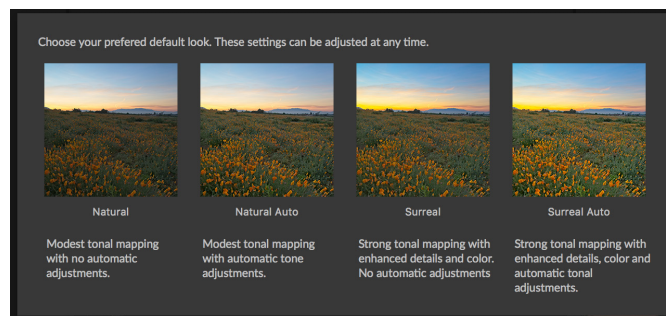 Choose your prefered default look. These settings can be adjusted at any time.
Natural
Natural Auto
Surreal
Surreal Auto
Modest tonal mapping
with no automatic
adjustments.
Modest tonal mapping
with automatic tone
adjustments.
Strong tonal mapping with
enhanced details and color.
No automatic adjustments
Strong tonal mapping with
enhanced details, color and
automatic tonal
adjustments.